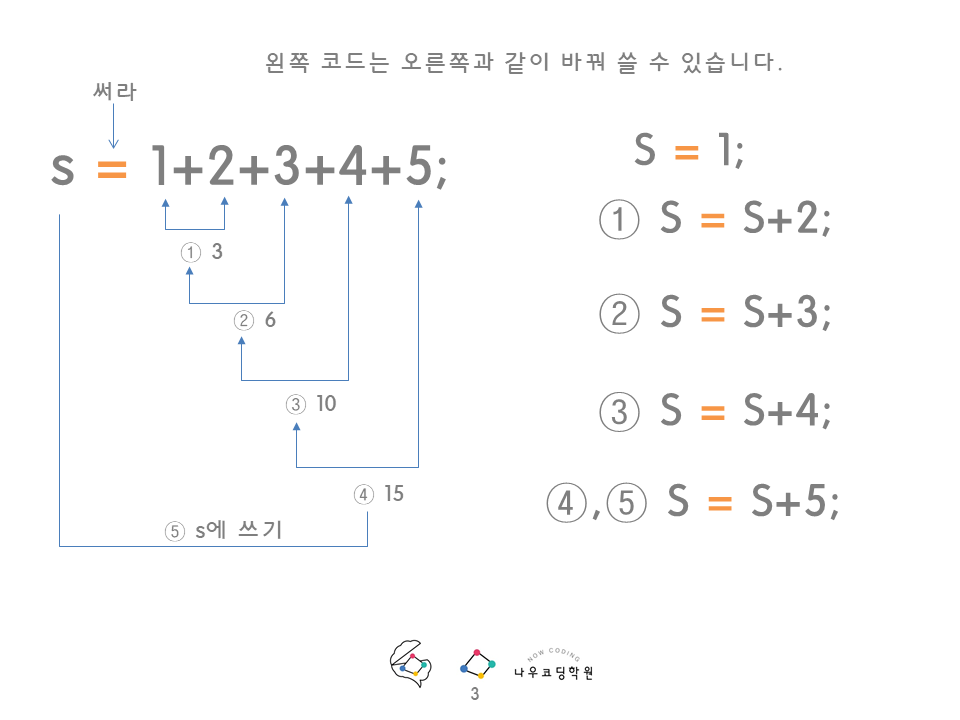 왼쪽 코드는 오른쪽과 같이 바꿔 쓸 수 있습니다.
써라
s = 1+2+3+4+5;
① 3
② 6
③ 10
④ 15
⑤ s에 쓰기
S = 1;
① S = S+2;
② S = S+3;
③ S = S+4;
④,⑤ S = S+5;
NOW CODING
나우코딩학원
3